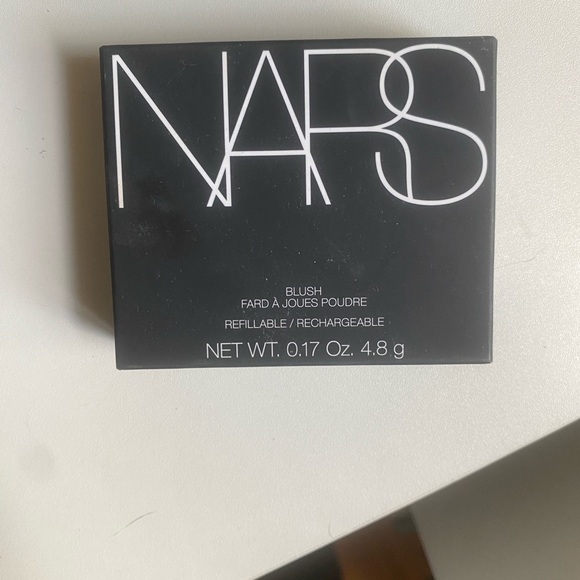 NARS
BLUSH
FARD À JOUES POUDRE
REFILLABLE / RECHARGEABLE
NET WT. 0.17 Oz. 4.8 g